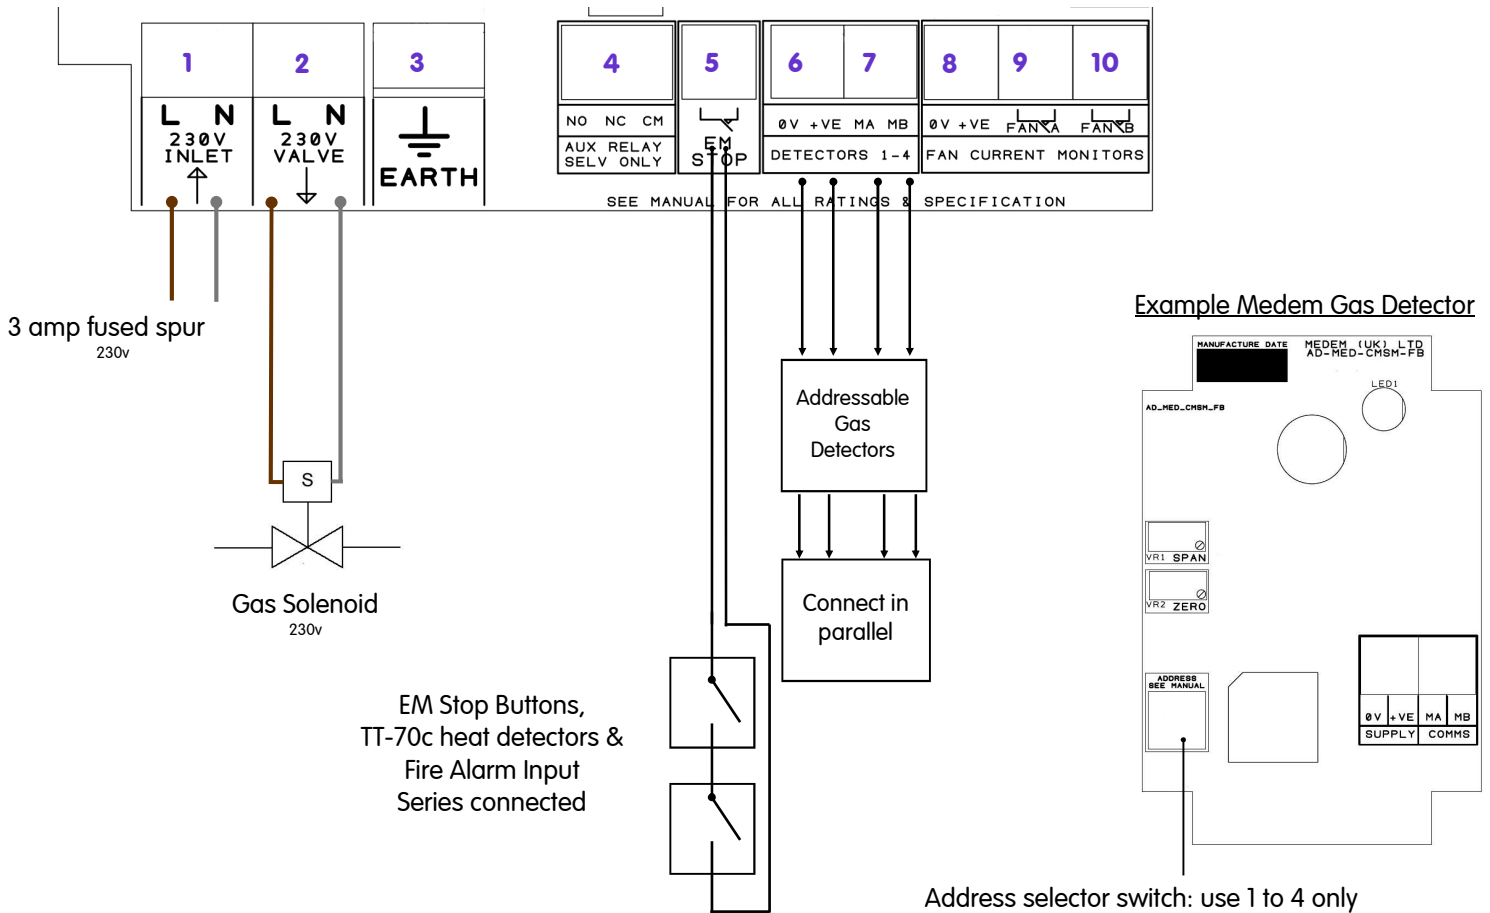 1 2 3 4 5 6 7 8 9 10
L N L N
230V INLET
230V VALVE
EARTH
NO NC CM
AUX RELAY
SELV ONLY
EM
STOP
0V +VE MA MB
DETECTORS 1-4
0V +VE FAN A FAN B
FAN CURRENT MONITORS
SEE MANUAL FOR ALL RATINGS & SPECIFICATION
3 amp fused spur
230v
S
Gas Solenoid
230v
EM Stop Buttons,
TT-70c heat detectors &
Fire Alarm Input
Series connected
Addressable
Gas
Detectors
Connect in
parallel
Example Medem Gas Detector
MANUFACTURE DATE
MEDEM (UK) LTD
AD-MED-CMSM-FB
LED1
AD_MED_CMSM_FB
VR1 SPAN
VR2 ZERO
ADDRESS
SEE MANUAL
0V +VE MA MB
SUPPLY COMMS
Address selector switch: use 1 to 4 only